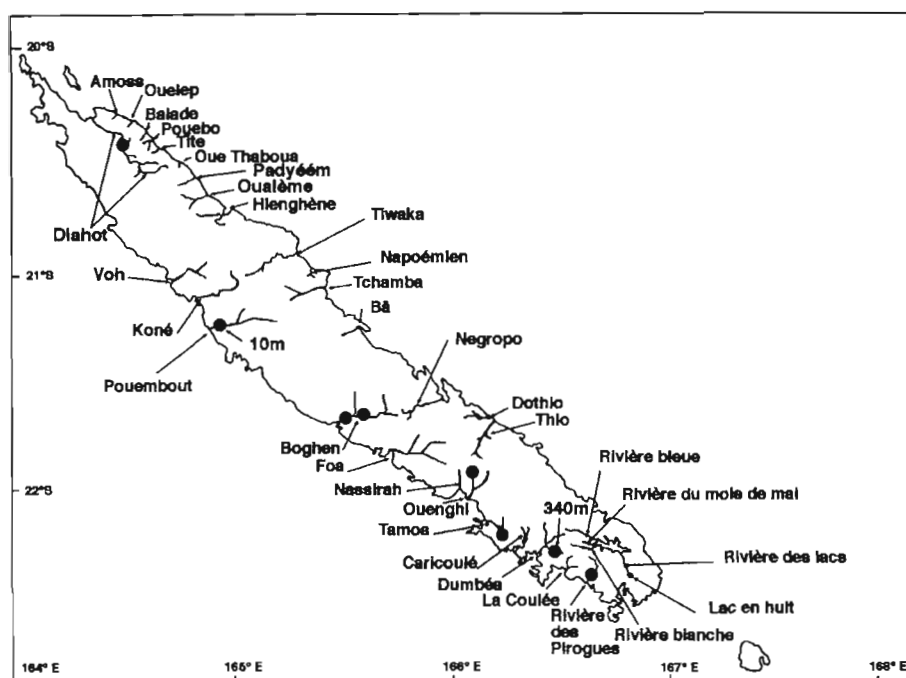 20°S
Amoss
Ouelep
Balade
Pouebo
Tite
Oue Thaboua
Padyéém
Oualème
Hienghène
Diahot
Tiwaka
Napoémien
Voh
21°S
Tchamba
Bâ
Koné
10m
Negropo
Pouembout
Dothio
Thio
Boghen
Foa
Rivière bleue
Nassirah
22°S
Ouenghi
340m
Rivière du mois de mai
Tamoa
Caricoulé
Rivière des lacs
Dumbéa
La Coulée
Lac en huit
Rivière
des
Pirogues
Rivière blanche
164° E
165° E
166° E
167° E
168° E